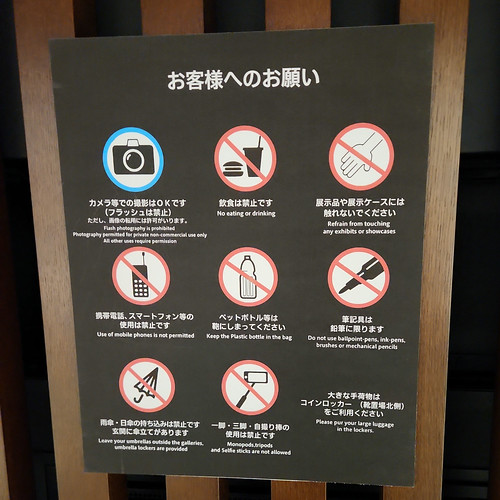 お客様へのお願い
カメラ等での撮影はOKです
(フラッシュは禁止)
ただし、画像の転用には許可がいります。
Flash photography is prohibited
Photography permitted for private non-commercial use only
All other uses require permission
飲食は禁止です
No eating or drinking
展示品や展示ケースには
触れないでください
Refrain from touching
any exhibits or showcases
携帯電話、スマートフォン等の
使用は禁止です
Use of mobile phones is not permitted
ペットボトル等は
鞄にしまってください
Keep the Plastic bottle in the bag
筆記具は
鉛筆に限ります
Do not use ballpoint-pens, ink-pens,
brushes or mechanical pencils
雨傘・日傘の持ち込みは禁止です
玄関に傘立てがあります
Leave your umbrellas outside the galleries,
umbrella lockers are provided
一脚・三脚・自撮り棒の
使用は禁止です
Monopods,tripods
and Selfie sticks are not allowed
大きな手荷物は
コインロッカー (靴置場北側)
をご利用ください
Please put your large luggage
in the lockers.